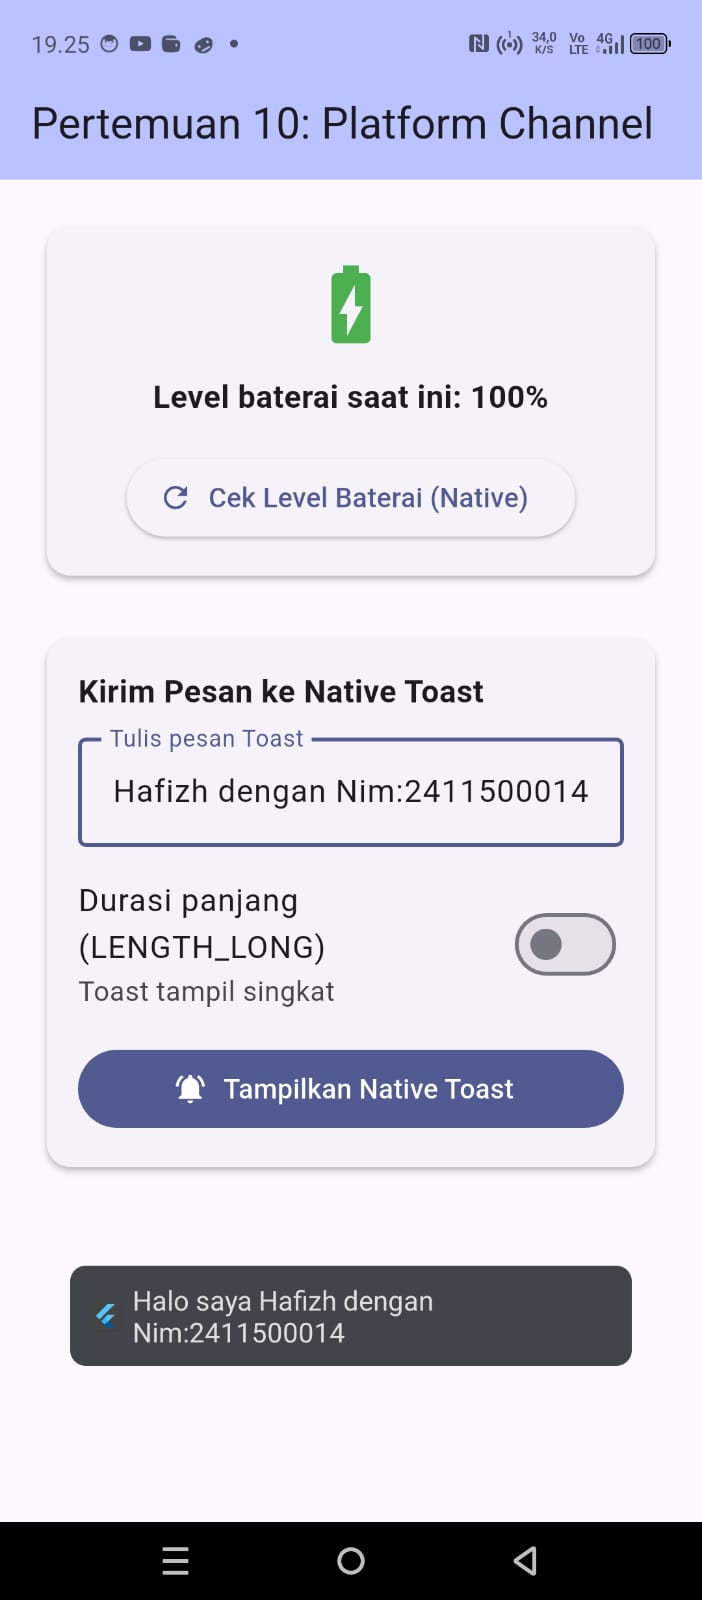 19.25
34,0
K/S
Vo
LTE
4G
100
Pertemuan 10: Platform Channel
Level baterai saat ini: 100%
Cek Level Baterai (Native)
Kirim Pesan ke Native Toast
Tulis pesan Toast
Hafizh dengan Nim:2411500014
Durasi panjang
(LENGTH_LONG)
Toast tampil singkat
Tampilkan Native Toast
Halo saya Hafizh dengan
Nim:2411500014